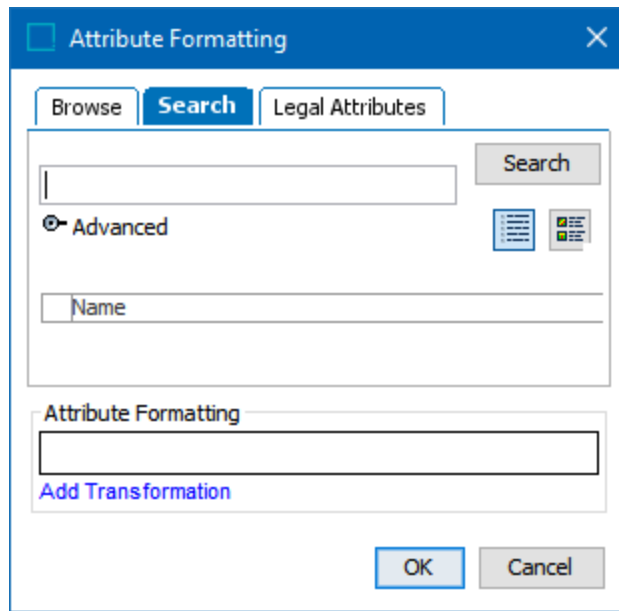 Attribute Formatting
Browse Search Legal Attributes
Search
Advanced
Name
Attribute Formatting
Add Transformation
OK Cancel